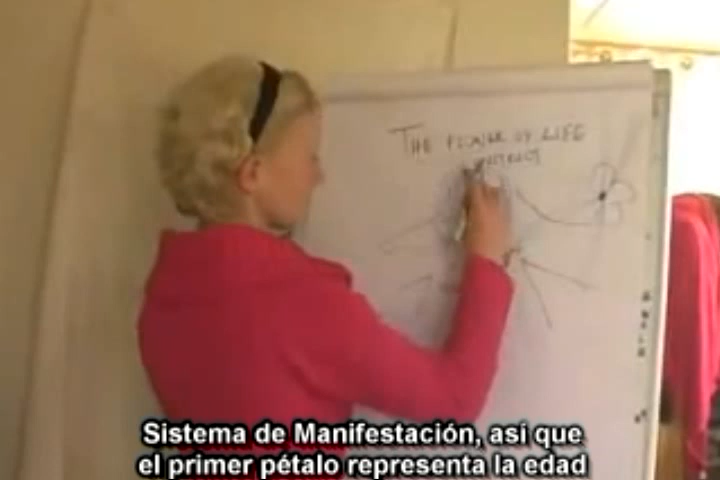 THE FLOWER OF LIFE
Sistema de Manifestación, así que
el primer pétalo representa la edad